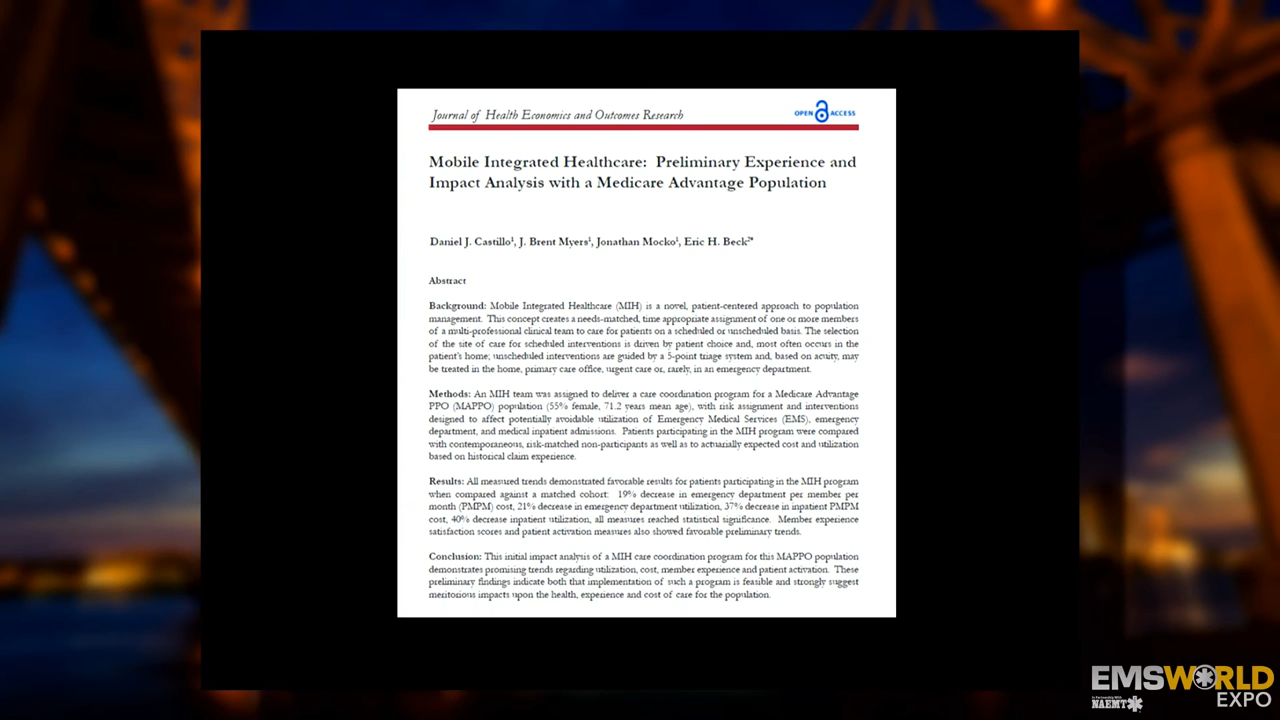 Journal of Health Economics and Outcomes Research
OPEN ACCESS
Mobile Integrated Healthcare: Preliminary Experience and
Impact Analysis with a Medicare Advantage Population
Daniel J. Castillo¹, J. Brent Myers¹, Jonathan Mocko¹, Eric H. Beck²*
Abstract
Background: Mobile Integrated Healthcare (MIH) is a novel, patient-centered approach to population
management. This concept creates a needs-matched, time appropriate assignment of one or more members
of a multi-professional clinical team to care for patients on a scheduled or unscheduled basis. The selection
of the site of care for scheduled interventions is driven by patient choice and, most often occurs in the
patient's home; unscheduled interventions are guided by a 5-point triage system and, based on acuity, may
be treated in the home, primary care office, urgent care or, rarely, in an emergency department.
Methods: An MIH team was assigned to deliver a care coordination program for a Medicare Advantage
PPO (MAPPO) population (55% female, 71.2 years mean age), with risk assignment and interventions
designed to affect potentially avoidable utilization of Emergency Medical Services (EMS), emergency
department, and medical inpatient admissions. Patients participating in the MIH program were compared
with contemporaneous, risk-matched non-participants as well as to actuarially expected cost and utilization
based on historical claim experience.
Results: All measured trends demonstrated favorable results for patients participating in the MIH program
when compared against a matched cohort: 19% decrease in emergency department per member per
month (PMPM) cost, 21% decrease in emergency department utilization, 37% decrease in inpatient PMPM
cost, 40% decrease inpatient utilization, all measures reached statistical significance. Member experience
satisfaction scores and patient activation measures also showed favorable preliminary trends.
Conclusion: This initial impact analysis of a MIH care coordination program for this MAPPO population
demonstrates promising trends regarding utilization, cost, member experience and patient activation. These
preliminary findings indicate both that implementation of such a program is feasible and strongly suggest
meritorious impacts upon the health, experience and cost of care for the population.
EMSWORLD
In Partnership With
NAEMT
EXPO